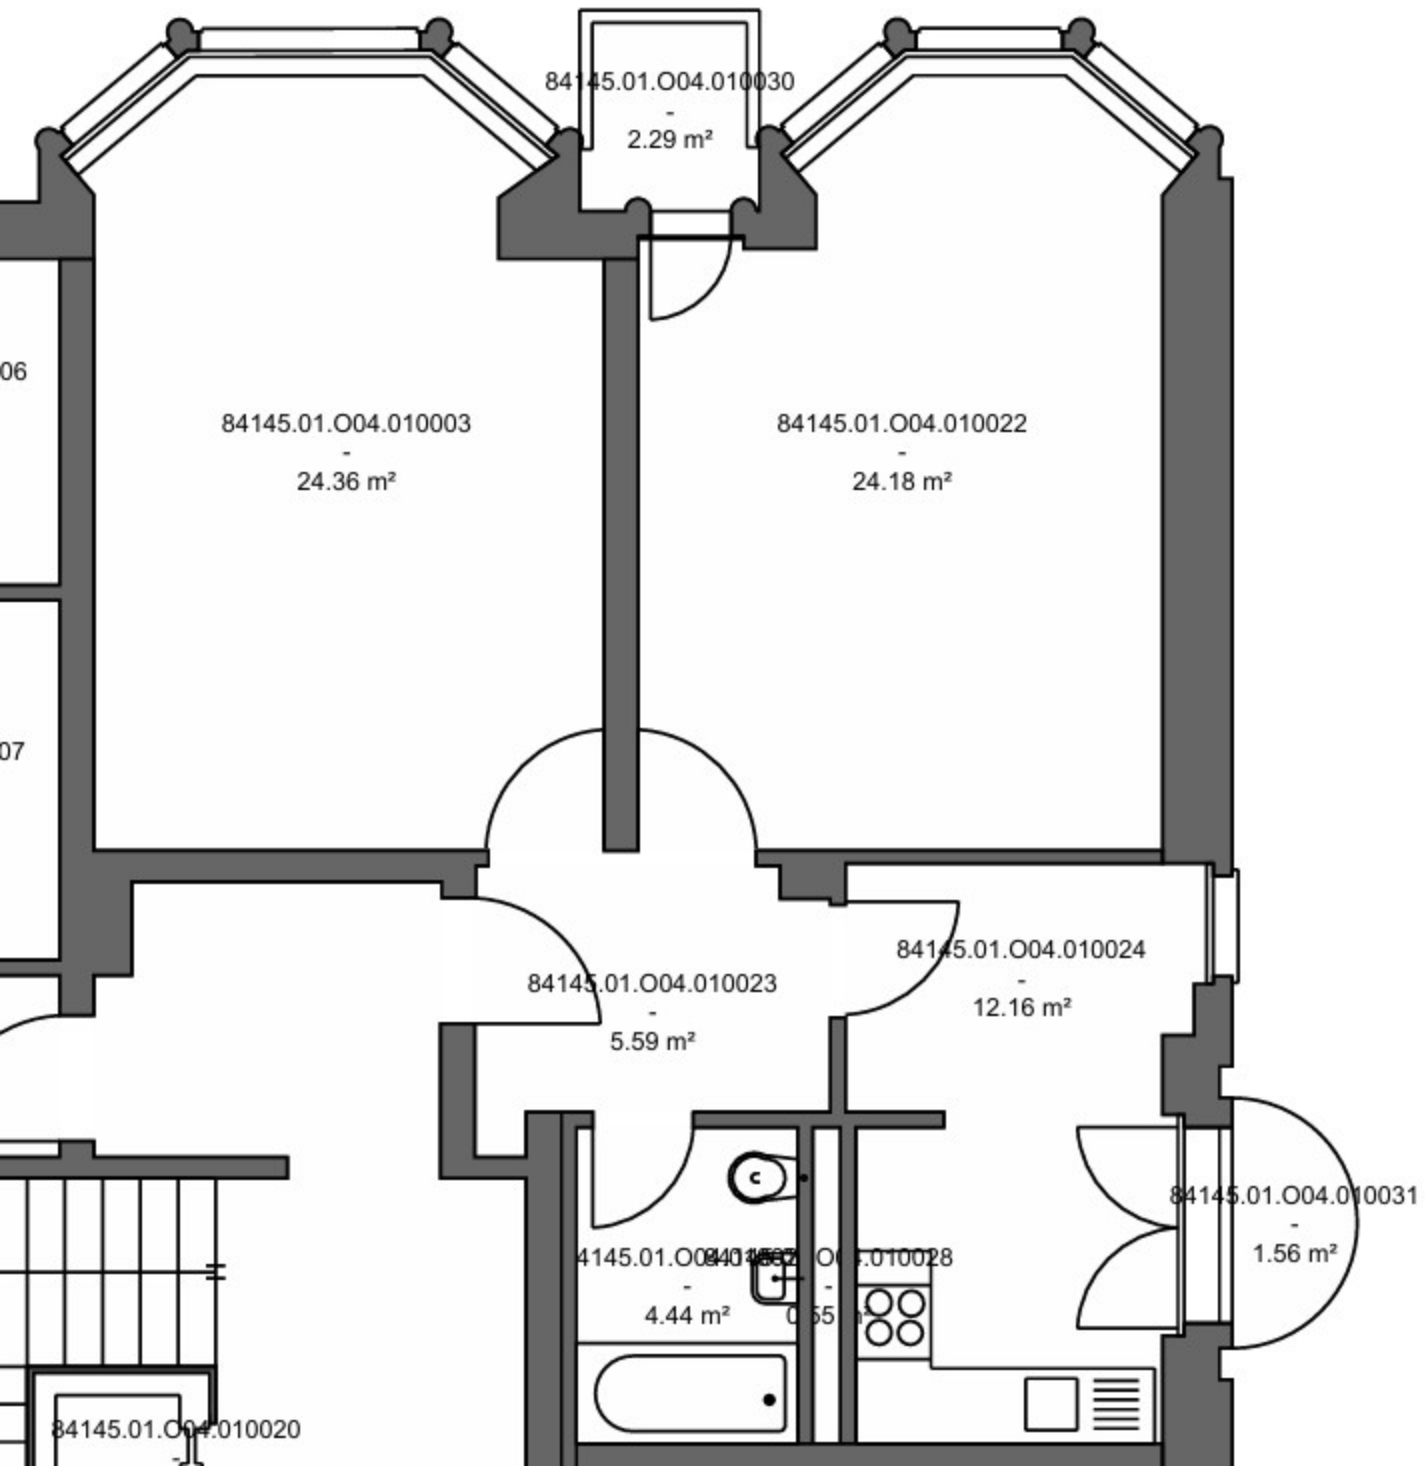 84145.01.O04.010030
-
2.29 m²
06
84145.01.O04.010003
-
24.36 m²
84145.01.O04.010022
-
24.18 m²
07
84145.01.O04.010024
-
12.16 m²
84145.01.O04.010023
-
5.59 m²
C
84145.01.O04.010031
-
1.56 m²
-
4.44 m²
.010028
-
84145.01.O04.010020
-